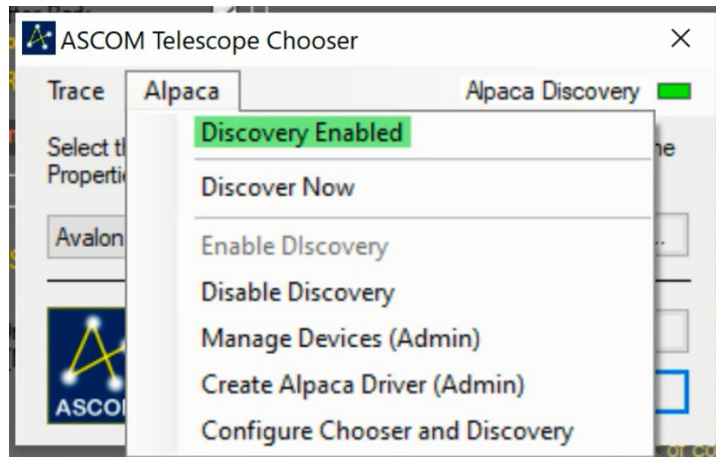 ASCOM Telescope Chooser
Trace Alpaca Alpaca Discovery
Discovery Enabled
Select
Discover Now
Avalon
Enable DIscovery
Disable Discovery
Manage Devices (Admin)
Create Alpaca Driver (Admin)
ASCO
Configure Chooser and Discovery